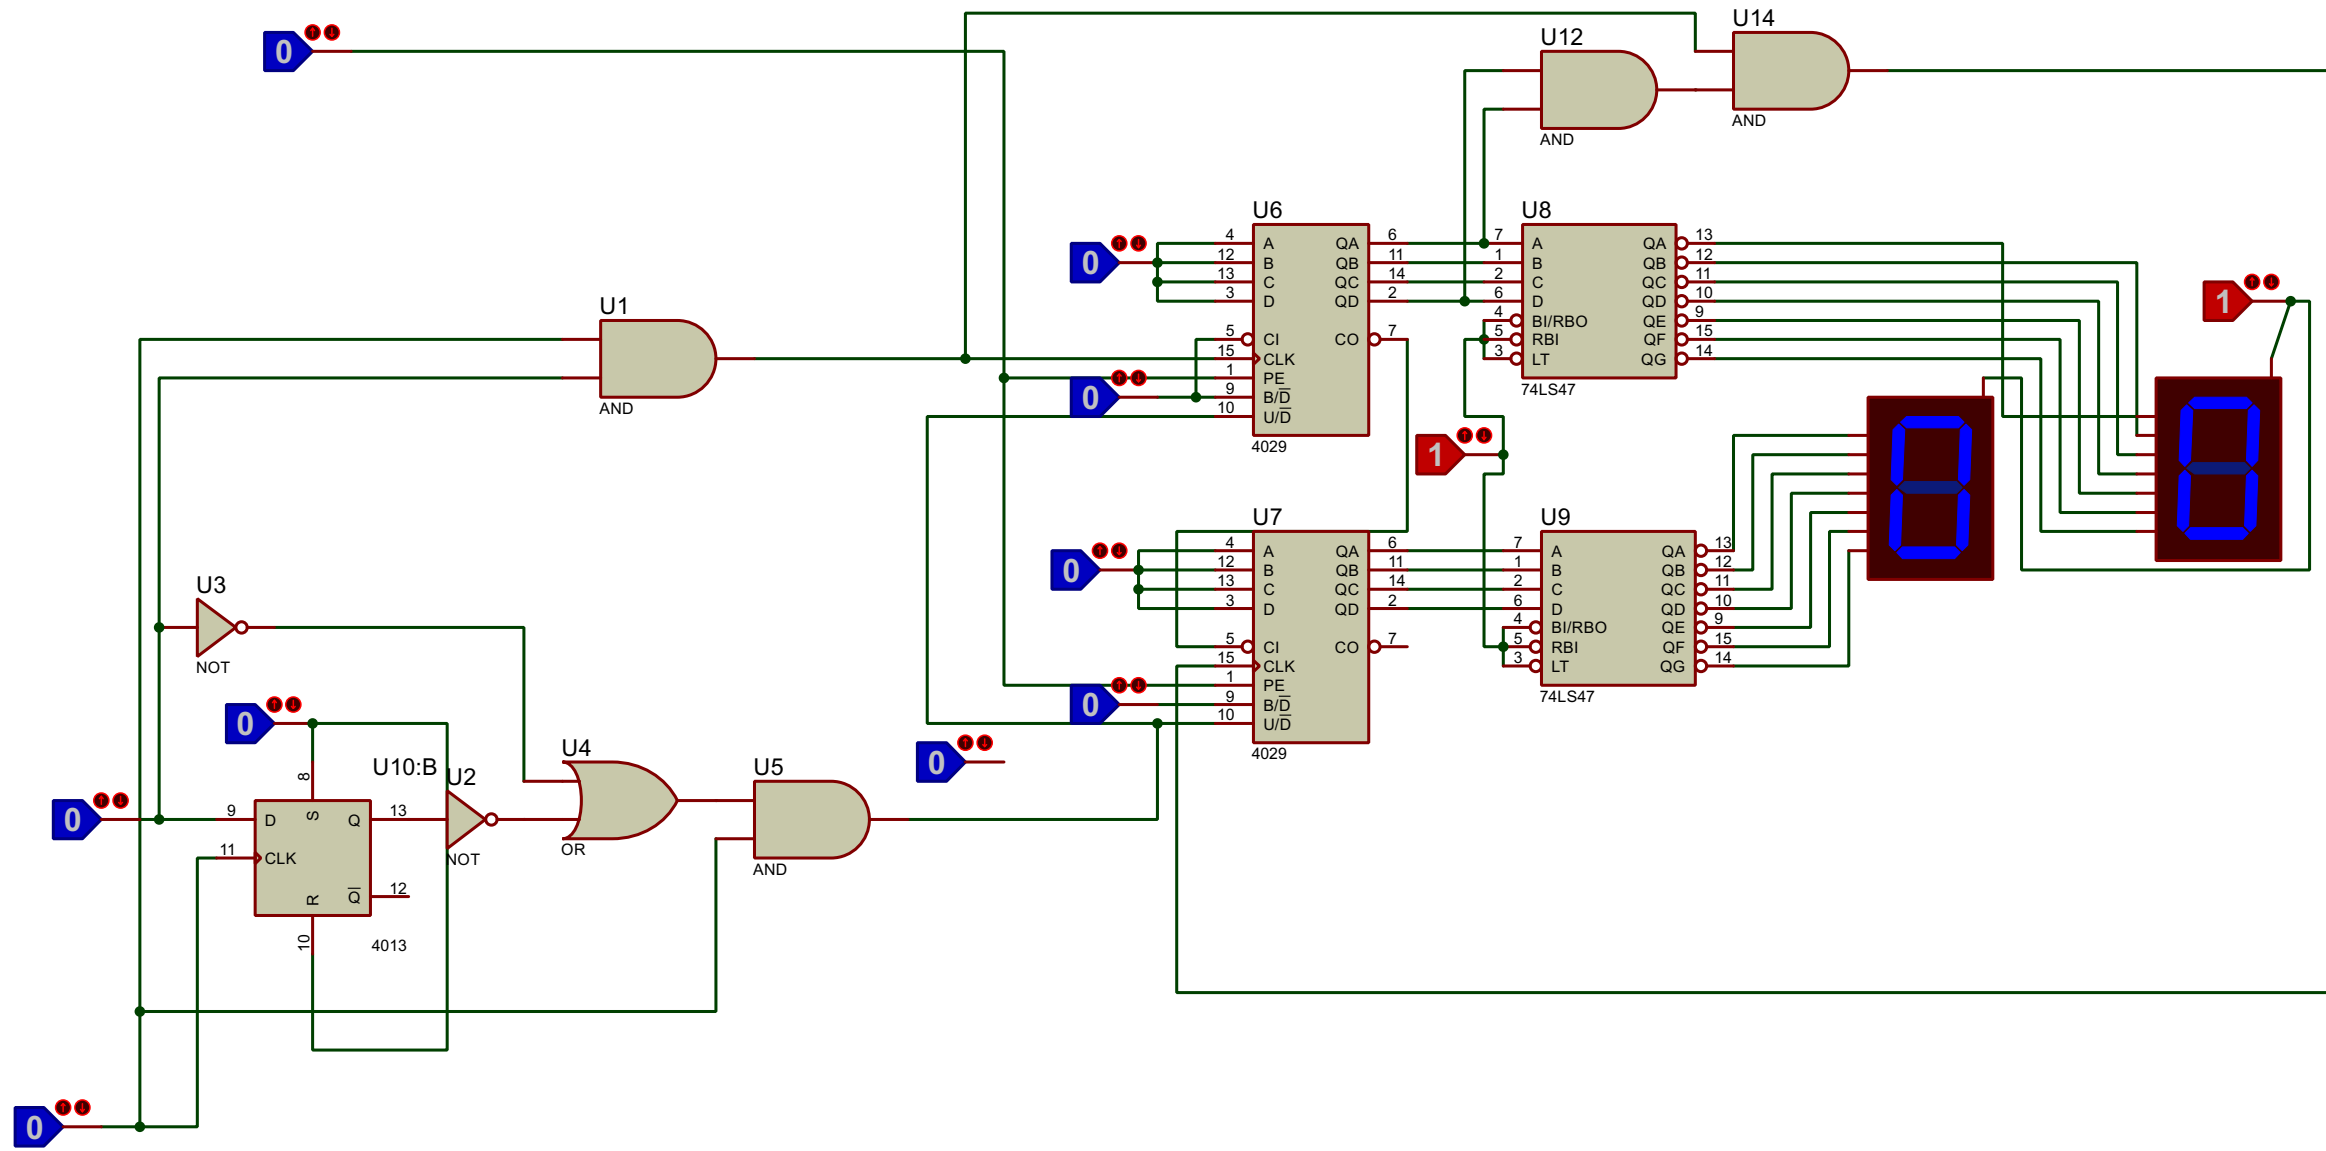 U14
U12
0
AND
AND
U6
U8
0
4 A QA 6
12 B QB 11
13 C QC 14
3 D QD 2
5 CI CO 7
15 CLK
1 PE
9 B/D
10 U/D
4029
0
7 A QA 13
1 B QB 12
2 C QC 11
6 D QD 10
4 BI/RBO QE 9
5 RBI QF 15
3 LT QG 14
74LS47
1
U1
AND
1
0
0
U7
U9
0
4 A QA 6
12 B QB 11
13 C QC 14
3 D QD 2
5 CI CO 7
15 CLK
1 PE
9 B/D
10 U/D
4029
0
7 A QA 13
1 B QB 12
2 C QC 11
6 D QD 10
4 BI/RBO QE 9
5 RBI QF 15
3 LT QG 14
74LS47
U3
NOT
0
U10:B
U2
NOT
U4
OR
U5
AND
0
0
8
9 D S Q 13
11 CLK
R Q 12
10
4013
0